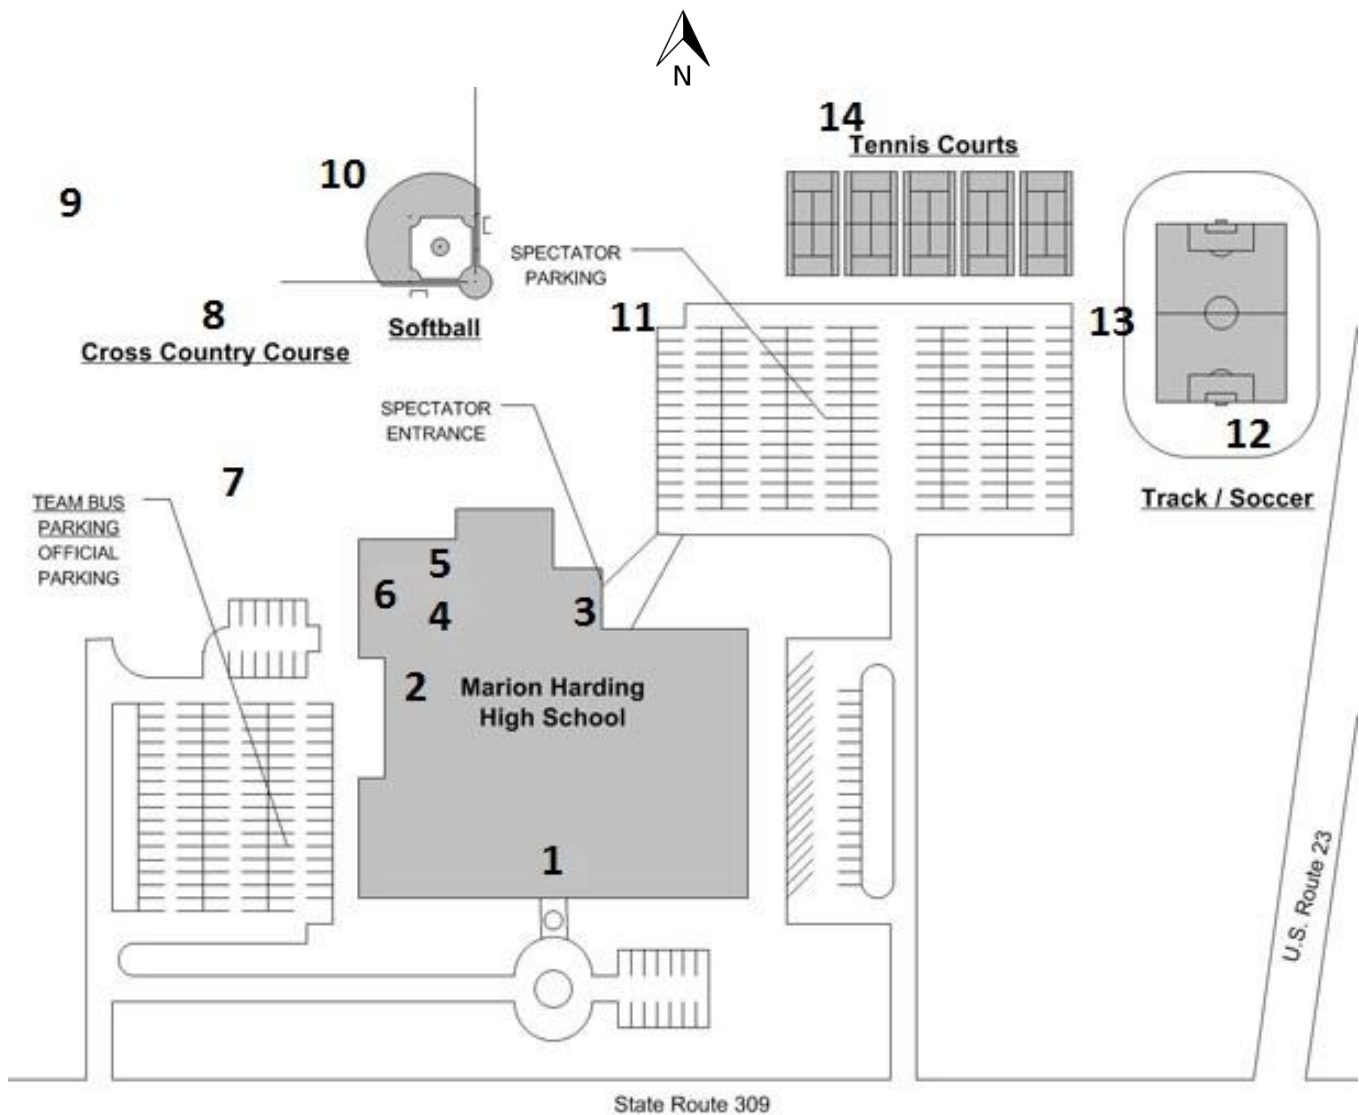 N
14
Tennis Courts
10
9
SPECTATOR
PARKING
8
Cross Country Course
Softball
11
13
SPECTATOR
ENTRANCE
12
Track / Soccer
7
TEAM BUS
PARKING
OFFICIAL
PARKING
5
6
4
3
2
Marion Harding
High School
1
U.S. Route 23
State Route 309